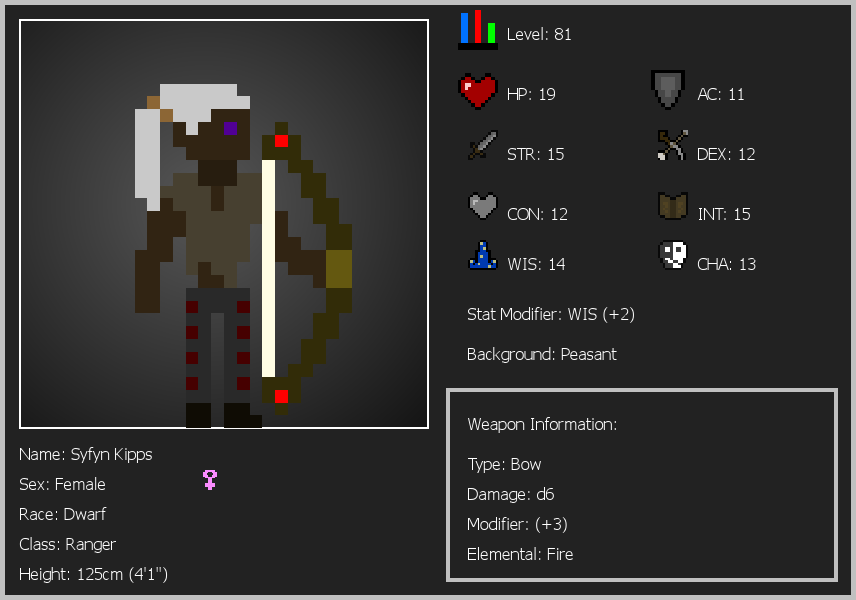 Level: 81
HP: 19
AC: 11
STR: 15
DEX: 12
CON: 12
INT: 15
WIS: 14
CHA: 13
Stat Modifier: WIS (+2)
Background: Peasant
Weapon Information:
Type: Bow
Damage: d6
Modifier: (+3)
Elemental: Fire
Name: Syfyn Kipps
Sex: Female
Race: Dwarf
Class: Ranger
Height: 125cm (4'1")